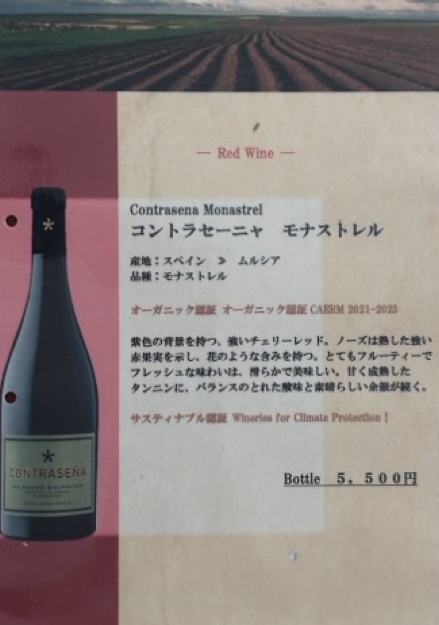 — Red Wine —
Contrasena Monastrel
コントラセーニャ モナストレル
産地：スペイン ≫ ムルシア
品種：モナストレル
オーガニック認証 オーガニック認証 CAERM 2021-2023
紫色の背景を持つ、強いチェリーレッド。ノーズは熟した強い
赤果実を示し、花のような含みを持つ。とてもフルーティーで
フレッシュな味わいは、滑らかで美味しい。甘く成熟した
タンニンに、バランスのとれた酸味と素晴らしい余韻が続く。
サスティナブル認証 Wineries for Climate Protection！
Bottle ５，５００円
CONTRASEÑA